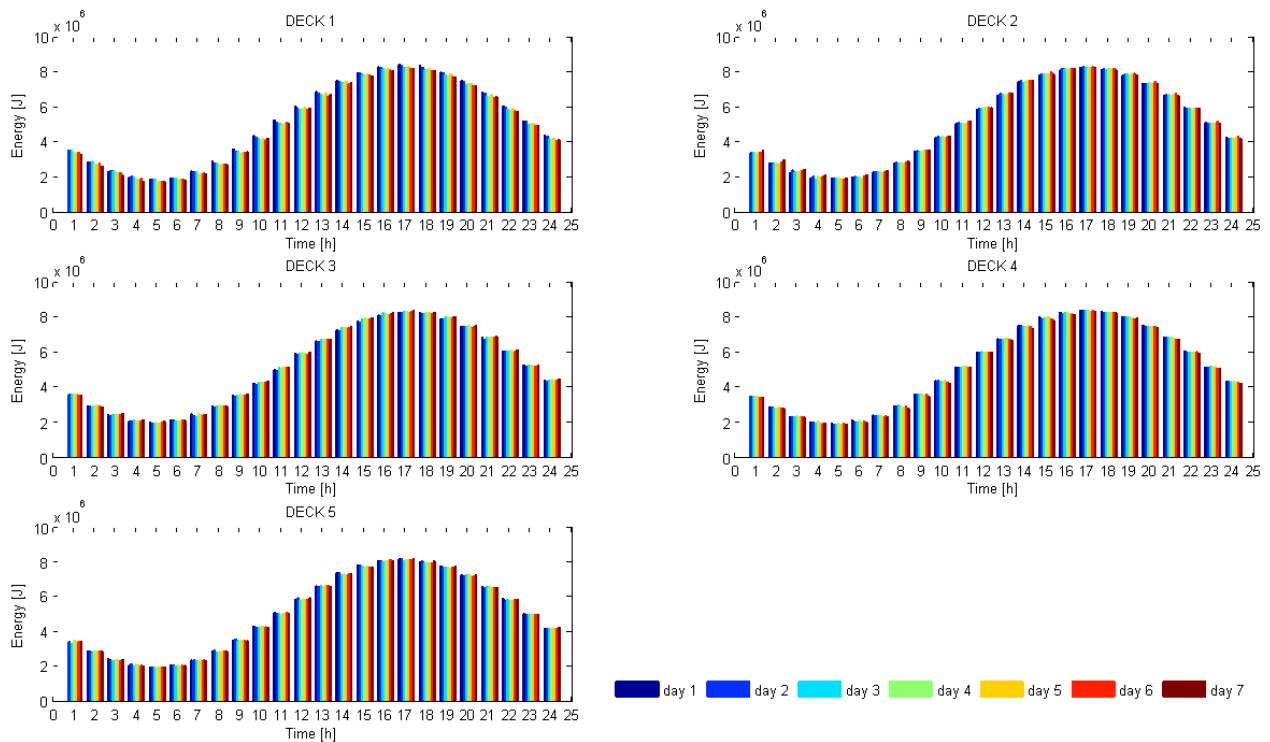 DECK 1
x 10 6
10
8
6
4
2
0
Energy [J]
0 1 2 3 4 5 6 7 8 9 10 11 12 13 14 15 16 17 18 19 20 21 22 23 24 25
Time [h]
DECK 2
x 10 6
10
8
6
4
2
0
Energy [J]
0 1 2 3 4 5 6 7 8 9 10 11 12 13 14 15 16 17 18 19 20 21 22 23 24 25
Time [h]
DECK 3
x 10 6
10
8
6
4
2
0
Energy [J]
0 1 2 3 4 5 6 7 8 9 10 11 12 13 14 15 16 17 18 19 20 21 22 23 24 25
Time [h]
DECK 4
x 10 6
10
8
6
4
2
0
Energy [J]
0 1 2 3 4 5 6 7 8 9 10 11 12 13 14 15 16 17 18 19 20 21 22 23 24 25
Time [h]
DECK 5
x 10 6
10
8
6
4
2
0
Energy [J]
0 1 2 3 4 5 6 7 8 9 10 11 12 13 14 15 16 17 18 19 20 21 22 23 24 25
Time [h]
day 1 day 2 day 3 day 4 day 5 day 6 day 7